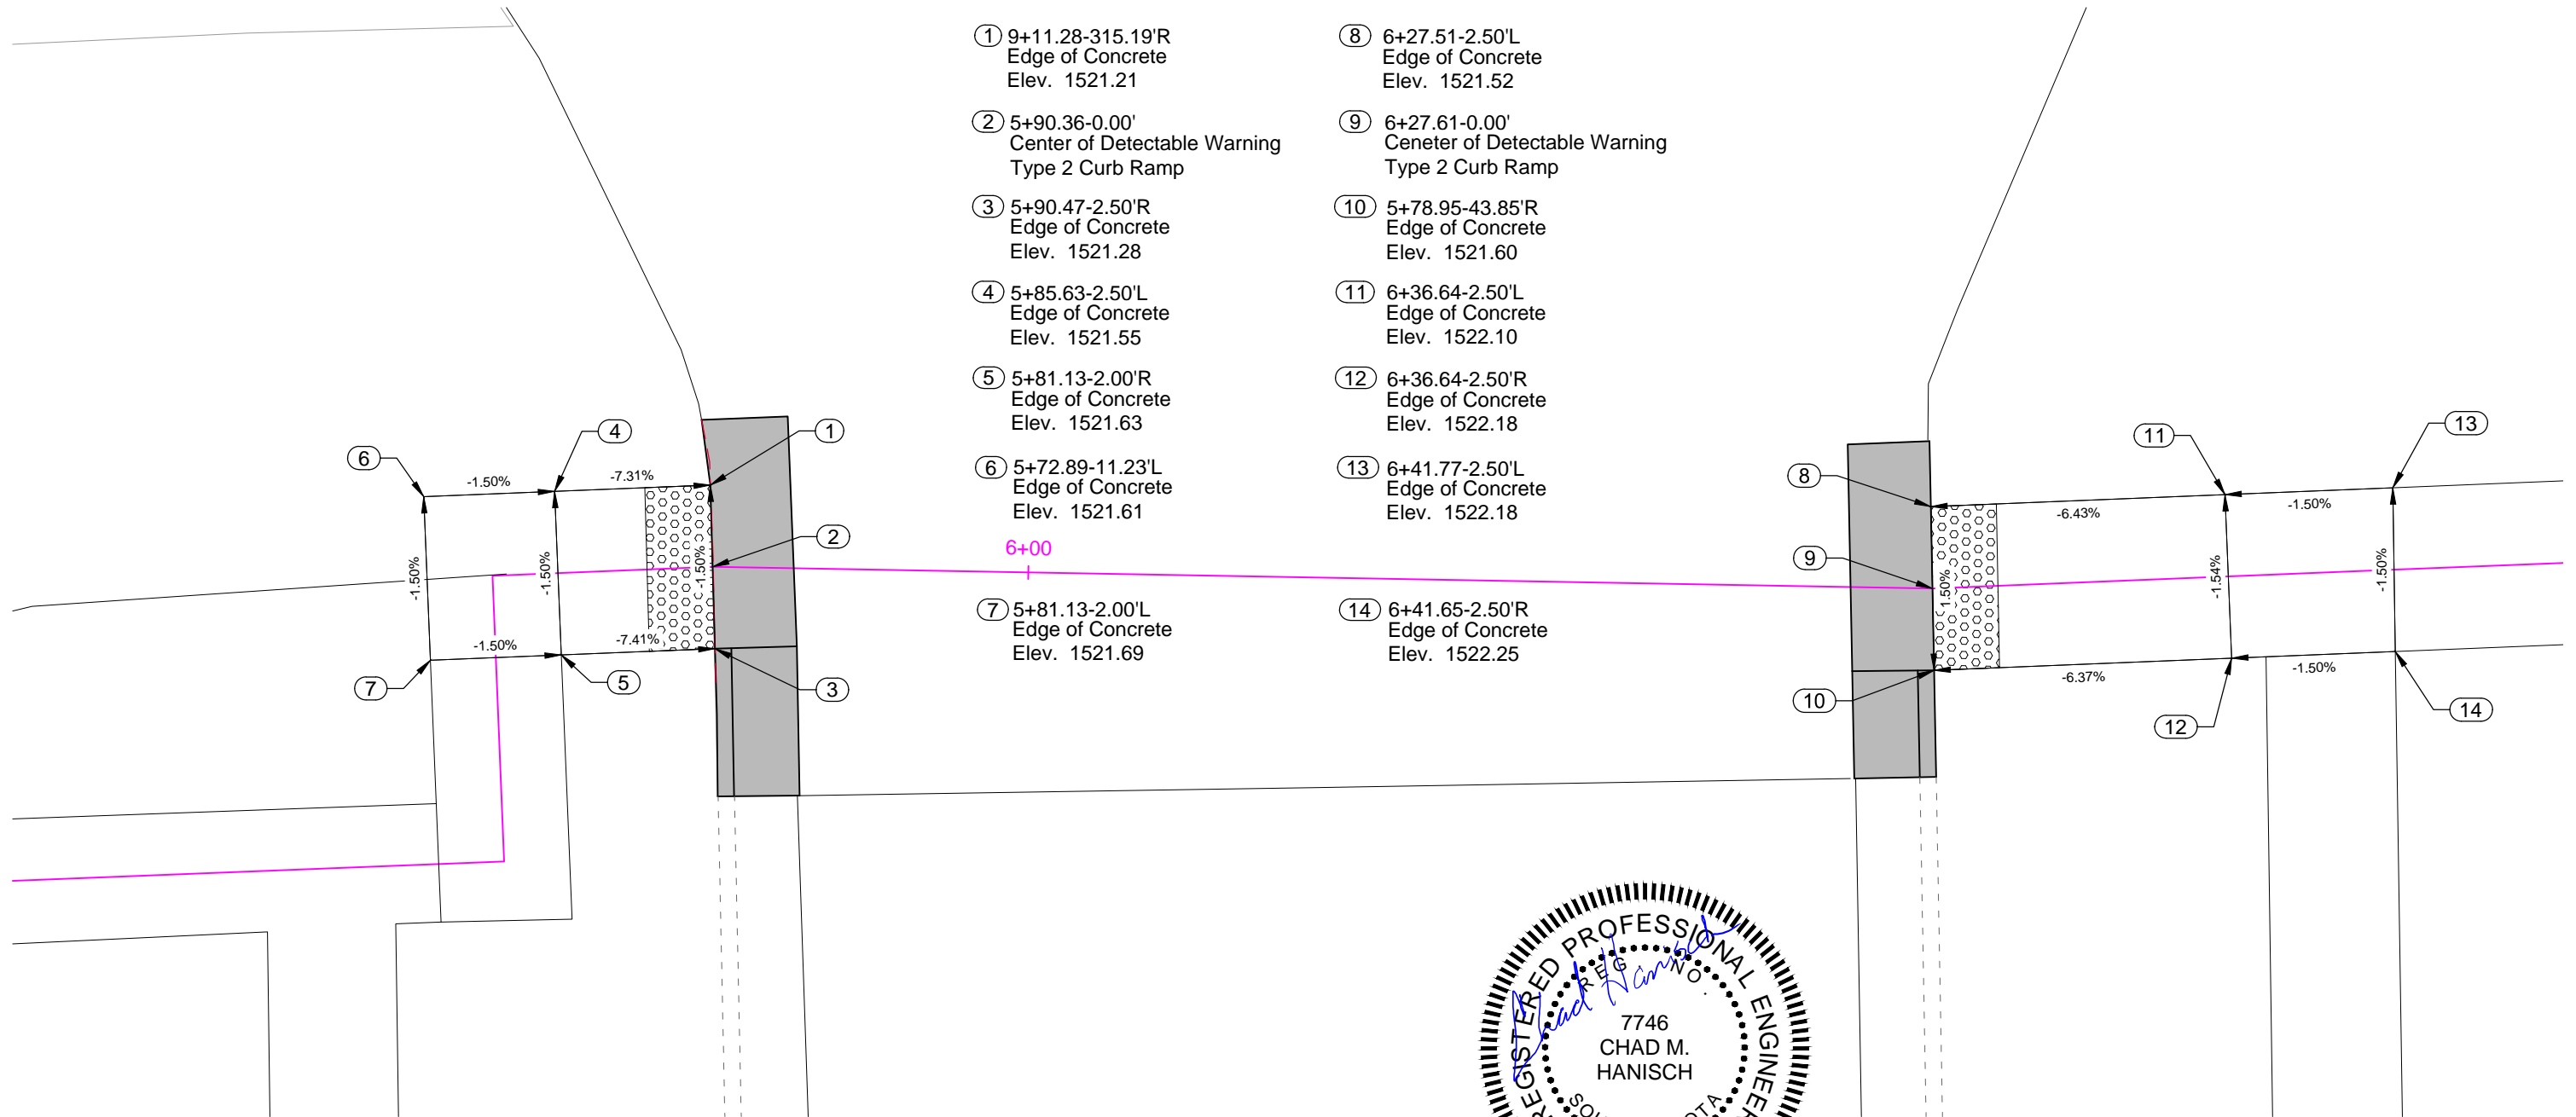 1 9+11.28-315.19'R
Edge of Concrete
Elev. 1521.21
2 5+90.36-0.00'
Center of Detectable Warning
Type 2 Curb Ramp
3 5+90.47-2.50'R
Edge of Concrete
Elev. 1521.28
4 5+85.63-2.50'L
Edge of Concrete
Elev. 1521.55
5 5+81.13-2.00'R
Edge of Concrete
Elev. 1521.63
6 5+72.89-11.23'L
Edge of Concrete
Elev. 1521.61
7 5+81.13-2.00'L
Edge of Concrete
Elev. 1521.69
8 6+27.51-2.50'L
Edge of Concrete
Elev. 1521.52
9 6+27.61-0.00'
Ceneter of Detectable Warning
Type 2 Curb Ramp
10 5+78.95-43.85'R
Edge of Concrete
Elev. 1521.60
11 6+36.64-2.50'L
Edge of Concrete
Elev. 1522.10
12 6+36.64-2.50'R
Edge of Concrete
Elev. 1522.18
13 6+41.77-2.50'L
Edge of Concrete
Elev. 1522.18
14 6+41.65-2.50'R
Edge of Concrete
Elev. 1522.25
6
4
1
-1.50%
-7.31%
2
-1.50%
-1.50%
-1.50%
-1.50%
-7.41%
7
5
3
6+00
8
11
13
-6.43%
-1.50%
9
1.50%
-1.54%
-1.50%
-6.37%
-1.50%
10
12
14
REGISTERED PROFESSIONAL ENGINEER
REG. NO.
Chad Hanisch
7746
CHAD M.
HANISCH